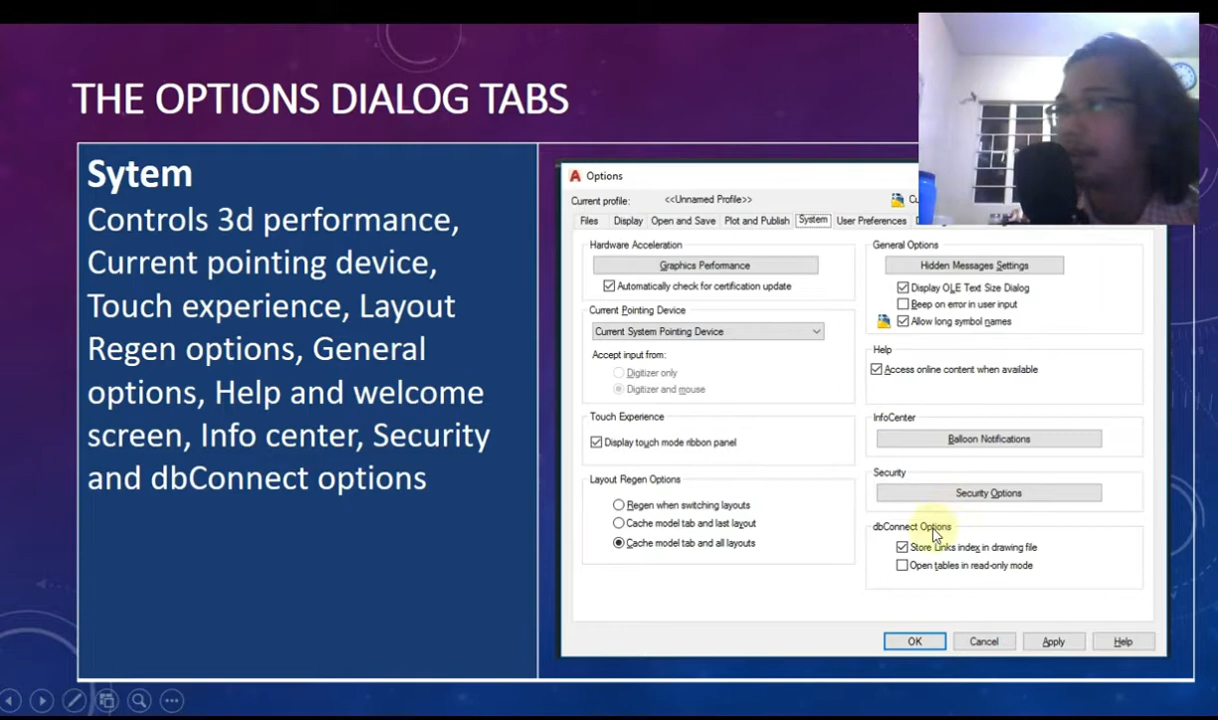 THE OPTIONS DIALOG TABS
Sytem
Controls 3d performance,
Current pointing device,
Touch experience, Layout
Regen options, General
options, Help and welcome
screen, Info center, Security
and dbConnect options
A Options
Current profile: <<Unnamed Profile>>
Files Display Open and Save Plot and Publish System User Preferences
Hardware Acceleration
Graphics Performance
Automatically check for certification update
Current Pointing Device
Current System Pointing Device
Accept input from:
Digitizer only
Digitizer and mouse
Touch Experience
Display touch mode ribbon panel
Layout Regen Options
Regen when switching layouts
Cache model tab and last layout
Cache model tab and all layouts
General Options
Hidden Messages Settings
Display OLE Text Size Dialog
Beep on error in user input
Allow long symbol names
Help
Access online content when available
InfoCenter
Balloon Notifications
Security
Security Options
dbConnect Options
Store Links index in drawing file
Open tables in read-only mode
OK Cancel Apply Help